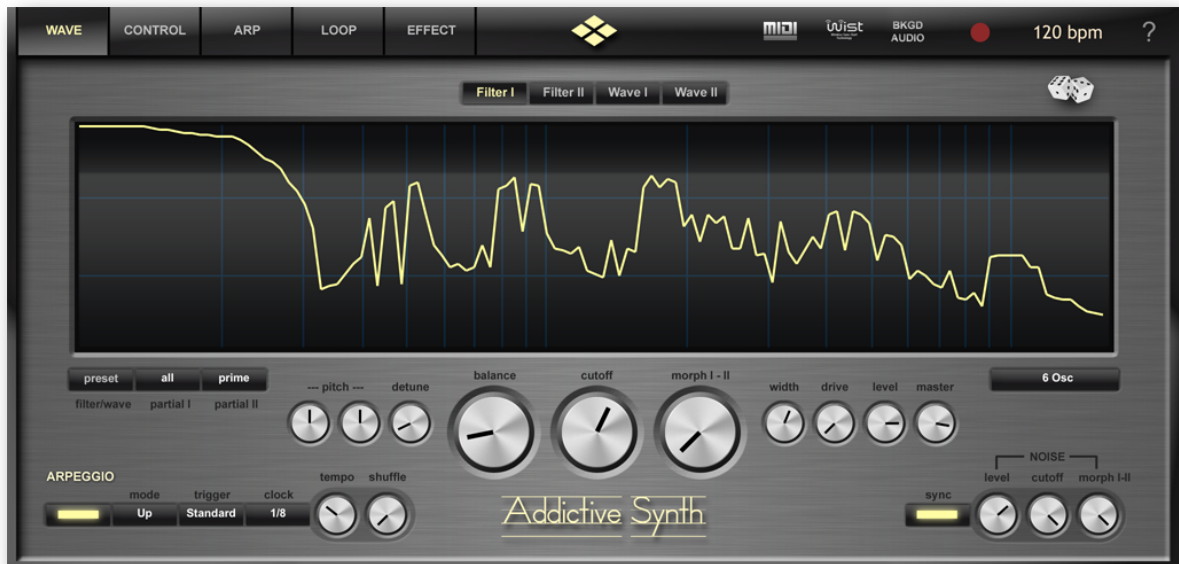 WAVE CONTROL ARP LOOP EFFECT MIDI wist BKGD AUDIO 120 bpm ?
Filter I Filter II Wave I Wave II
preset all prime
filter/wave partial I partial II
--- pitch --- detune balance cutoff morph I - II width drive level master
6 Osc
ARPEGGIO
mode trigger clock
Up Standard 1/8
tempo shuffle
Addictive Synth
sync
NOISE
level cutoff morph I-II